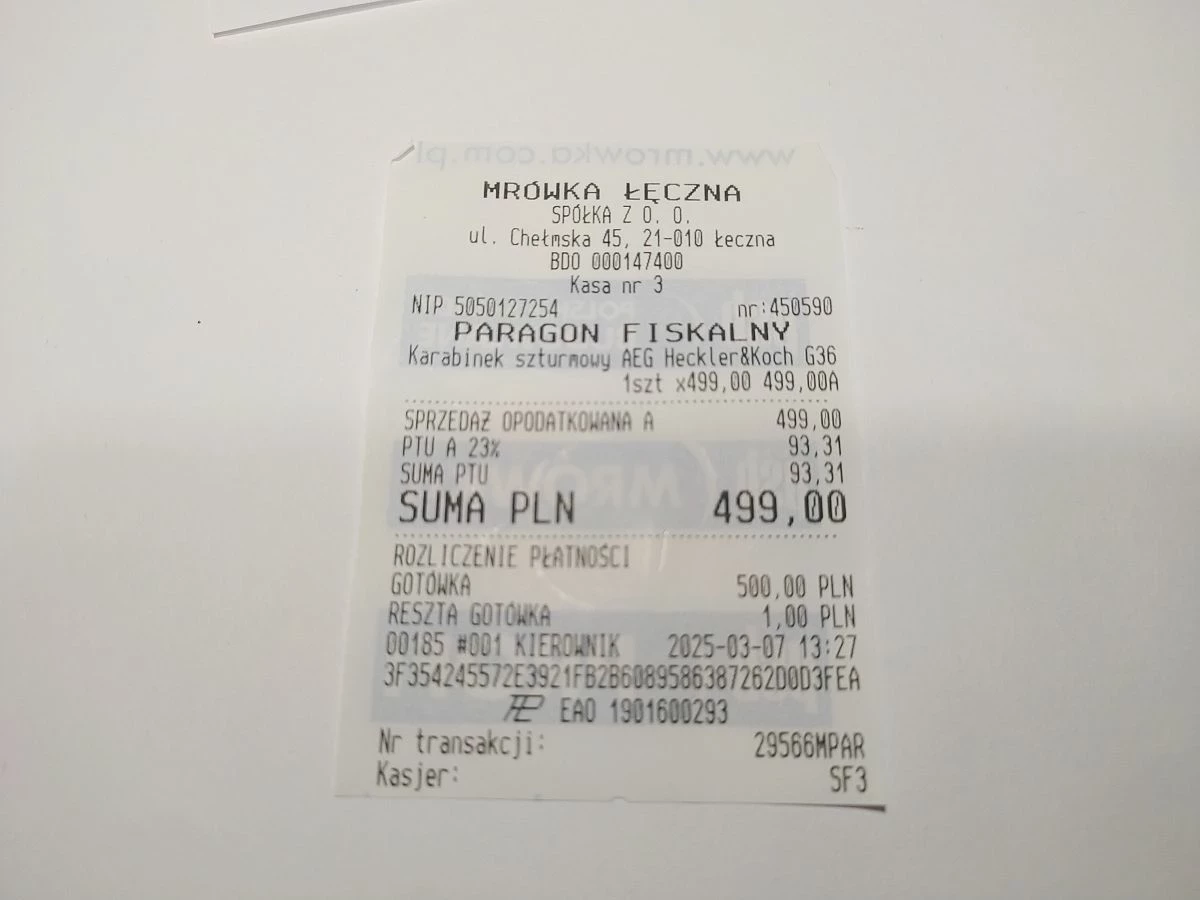 www.mrowka.com.pl
MRÓWKA ŁĘCZNA
SPÓŁKA Z O. O.
ul. Chełmska 45, 21-010 Łeczna
BDO 000147400
Kasa nr 3
NIP 5050127254 nr:450590
PARAGON FISKALNY
Karabinek szturmowy AEG Heckler&Koch G36
1szt x499,00 499,00A
SPRZEDAŻ OPODATKOWANA A 499,00
PTU A 23% 93,31
SUMA PTU 93,31
SUMA PLN 499,00
ROZLICZENIE PŁATNOŚCI
GOTÓWKA 500,00 PLN
RESZTA GOTÓWKA 1,00 PLN
00185 #001 KIEROWNIK 2025-03-07 13:27
3F354245572E3921FB2B6089586387262D0D3FEA
EAO 1901600293
Nr transakcji: 29566MPAR
Kasjer: SF3